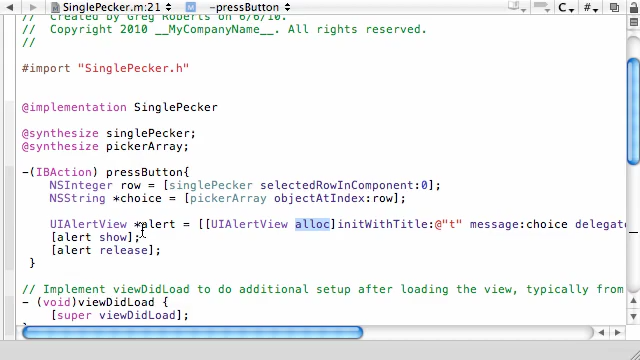 SinglePecker.m:21 -pressButton C #
// Created by Greg Roberts on 6/6/10.
// Copyright 2010 __MyCompanyName__. All rights reserved.
//
#import "SinglePecker.h"
@implementation SinglePecker
@synthesize singlePecker;
@synthesize pickerArray;
-(IBAction) pressButton{
NSInteger row = [singlePecker selectedRowInComponent:0];
NSString *choice = [pickerArray objectAtIndex:row];
UIAlertView *alert = [[UIAlertView alloc]initWithTitle:@"t" message:choice delegate
[alert show];
[alert release];
}
// Implement viewDidLoad to do additional setup after loading the view, typically from
- (void)viewDidLoad {
[super viewDidLoad];